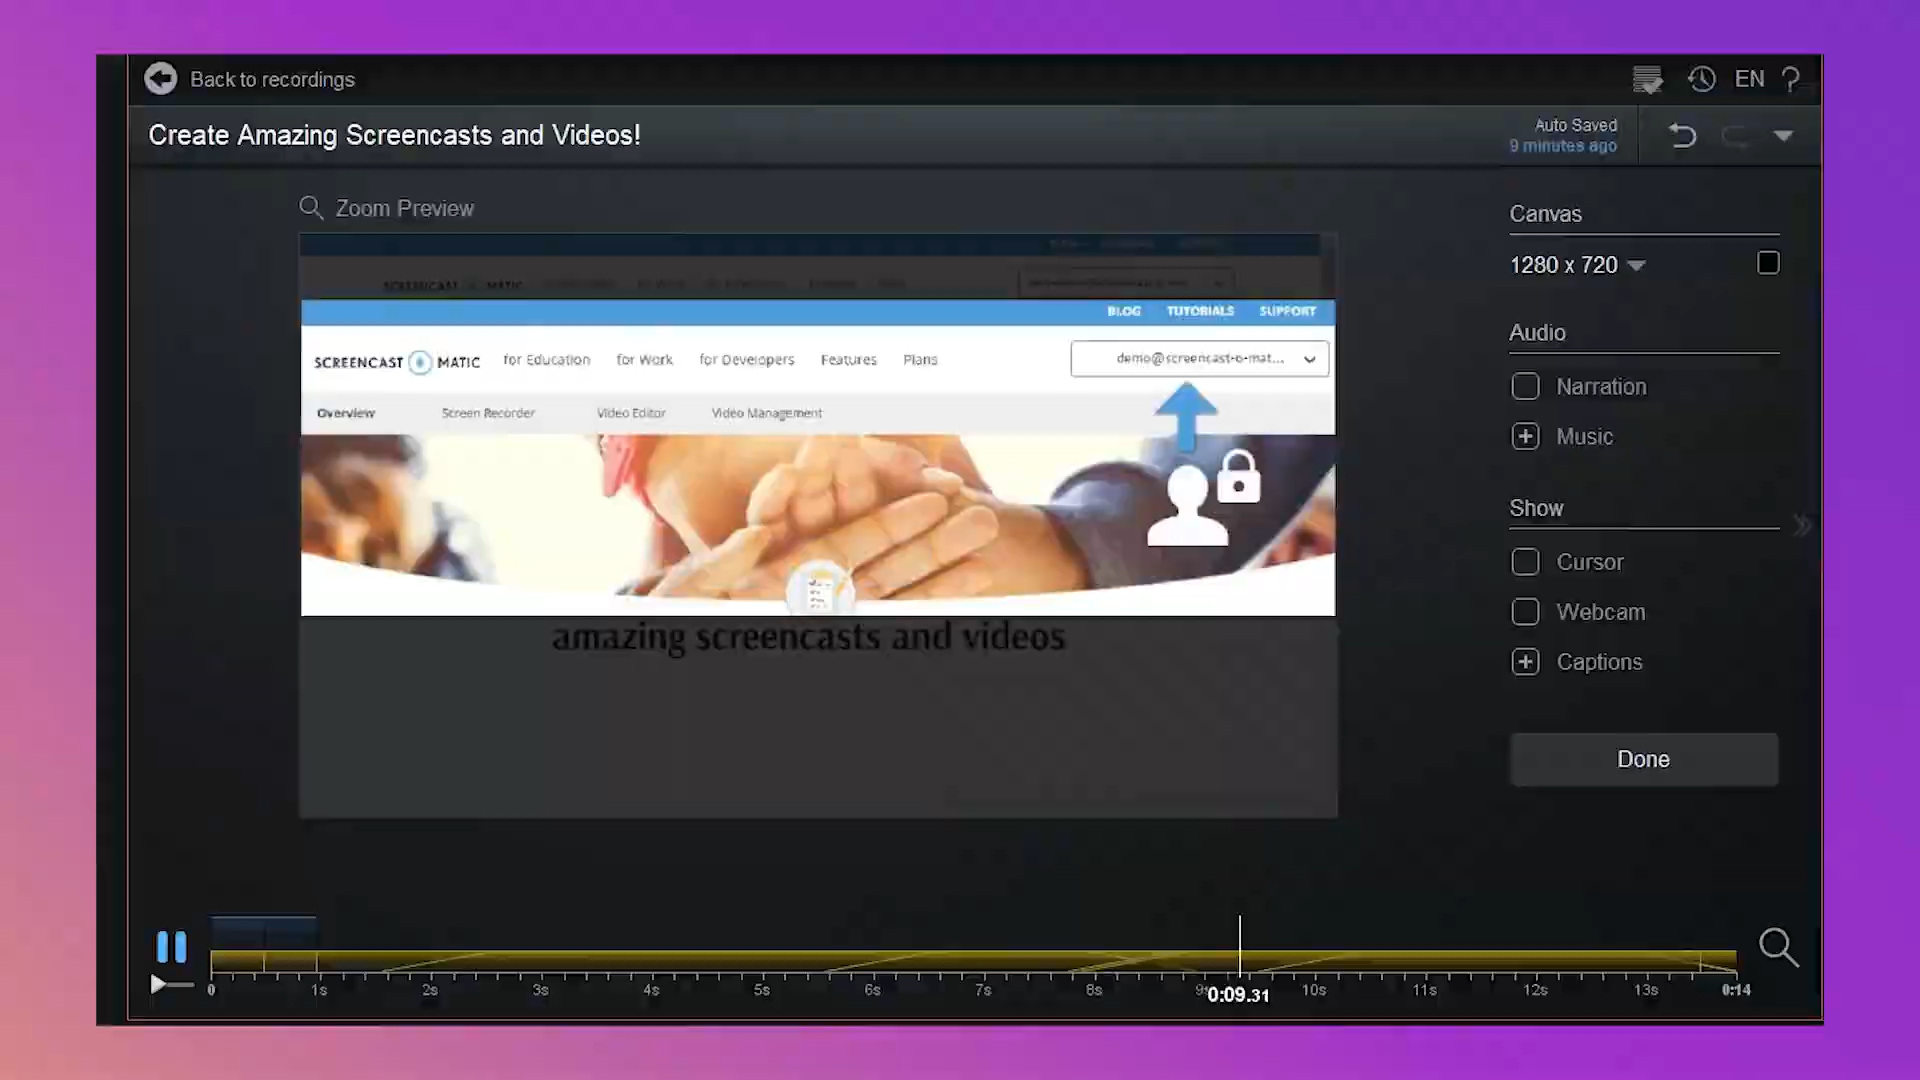 Back to recordings
EN ?
Create Amazing Screencasts and Videos!
Auto Saved
9 minutes ago
Zoom Preview
SCREENCAST MATIC
BLOG TUTORIALS SUPPORT
SCREENCAST MATIC for Education for Work for Developers Features Plans demo@screencast-o-mat...
Overview Screen Recorder Video Editor Video Management
amazing screencasts and videos
Canvas
1280 x 720
Audio
Narration
Music
Show
Cursor
Webcam
Captions
Done
0 1s 2s 3s 4s 5s 6s 7s 8s 9s 0:09.31 10s 11s 12s 13s 0:14